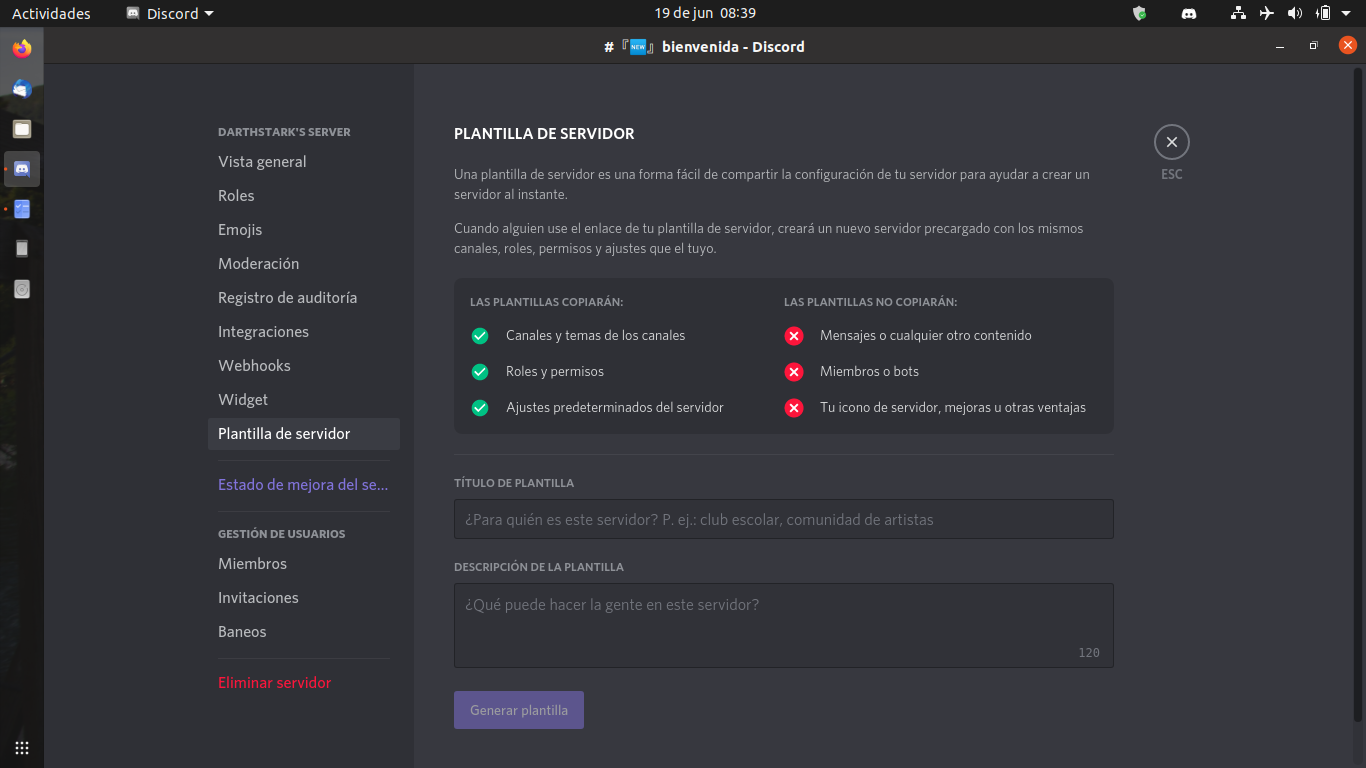 Actividades
Discord
19 de jun 08:39
# 『NEW』 bienvenida - Discord
DARTHSTARK'S SERVER
Vista general
Roles
Emojis
Moderación
Registro de auditoría
Integraciones
Webhooks
Widget
Plantilla de servidor
Estado de mejora del se...
GESTIÓN DE USUARIOS
Miembros
Invitaciones
Baneos
Eliminar servidor
PLANTILLA DE SERVIDOR
Una plantilla de servidor es una forma fácil de compartir la configuración de tu servidor para ayudar a crear un
servidor al instante.
Cuando alguien use el enlace de tu plantilla de servidor, creará un nuevo servidor precargado con los mismos
canales, roles, permisos y ajustes que el tuyo.
LAS PLANTILLAS COPIARÁN:
Canales y temas de los canales
Roles y permisos
Ajustes predeterminados del servidor
LAS PLANTILLAS NO COPIARÁN:
Mensajes o cualquier otro contenido
Miembros o bots
Tu icono de servidor, mejoras u otras ventajas
TÍTULO DE PLANTILLA
¿Para quién es este servidor? P. ej.: club escolar, comunidad de artistas
DESCRIPCIÓN DE LA PLANTILLA
¿Qué puede hacer la gente en este servidor?
120
Generar plantilla
ESC